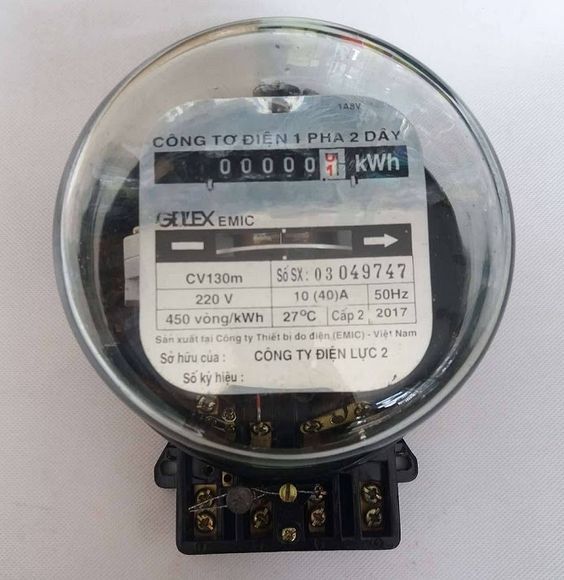 1A8V
CÔNG TƠ ĐIỆN 1 PHA 2 DÂY
00000 kWh
GELEX EMIC
CV130m Số SX: 03 049747
220 V 10 (40)A 50Hz
450 vòng/kWh 27°C Cấp 2 2017
Sản xuất tại Công ty Thiết bị đo điện (EMIC) - Việt Nam
Sở hữu của : CÔNG TY ĐIỆN LỰC 2
Số ký hiệu :